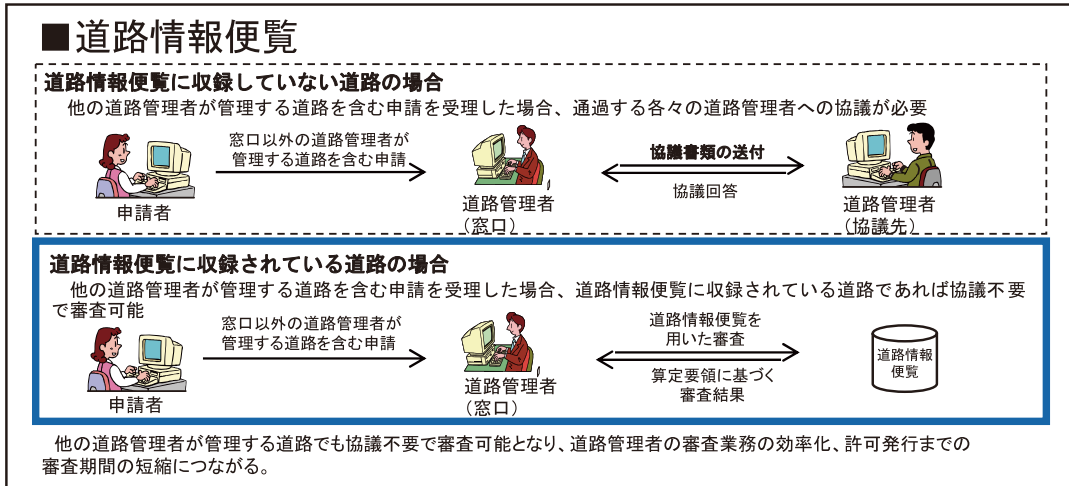 ■道路情報便覧
道路情報便覧に収録していない道路の場合
他の道路管理者が管理する道路を含む申請を受理した場合、通過する各々の道路管理者への協議が必要
窓口以外の道路管理者が
管理する道路を含む申請
協議書類の送付
協議回答
申請者
道路管理者
（窓口）
道路管理者
（協議先）
道路情報便覧に収録されている道路の場合
他の道路管理者が管理する道路を含む申請を受理した場合、道路情報便覧に収録されている道路であれば協議不要
で審査可能
窓口以外の道路管理者が
管理する道路を含む申請
道路情報便覧を
用いた審査
算定要領に基づく
審査結果
道路情報
便覧
申請者
道路管理者
（窓口）
他の道路管理者が管理する道路でも協議不要で審査可能となり、道路管理者の審査業務の効率化、許可発行までの
審査期間の短縮につながる。